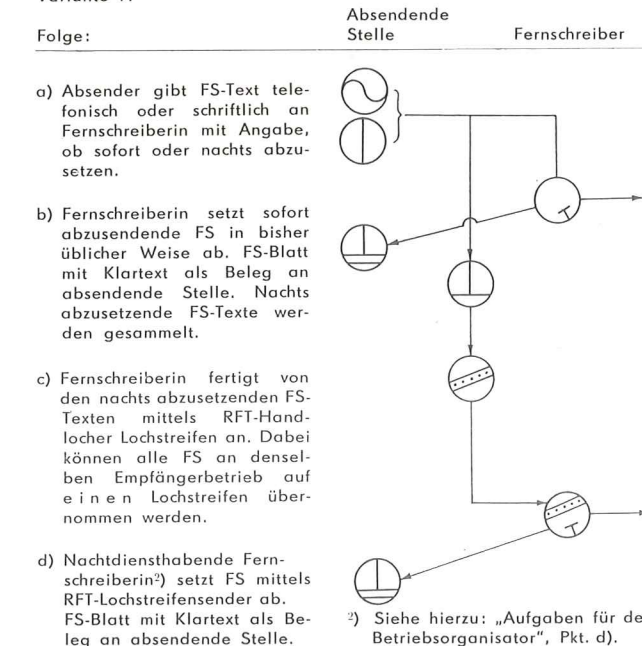 Folge:
Absendende
Stelle
Fernschreiber
a) Absender gibt FS-Text tele-
fonisch oder schriftlich an
Fernschreiberin mit Angabe,
ob sofort oder nachts abzu-
setzen.
b) Fernschreiberin setzt sofort
abzusendende FS in bisher
üblicher Weise ab. FS-Blatt
mit Klartext als Beleg an
absendende Stelle. Nachts
abzusetzende FS-Texte wer-
den gesammelt.
c) Fernschreiberin fertigt von
den nachts abzusetzenden FS-
Texten mittels RFT-Hand-
locher Lochstreifen an. Dabei
können alle FS an densel-
ben Empfängerbetrieb auf
e i n e n Lochstreifen über-
nommen werden.
d) Nachtdiensthabende Fern-
schreiberin²) setzt FS mittels
RFT-Lochstreifensender ab.
FS-Blatt mit Klartext als Be-
leg an absendende Stelle.
²) Siehe hierzu: „Aufgaben für de
Betriebsorganisator", Pkt. d).